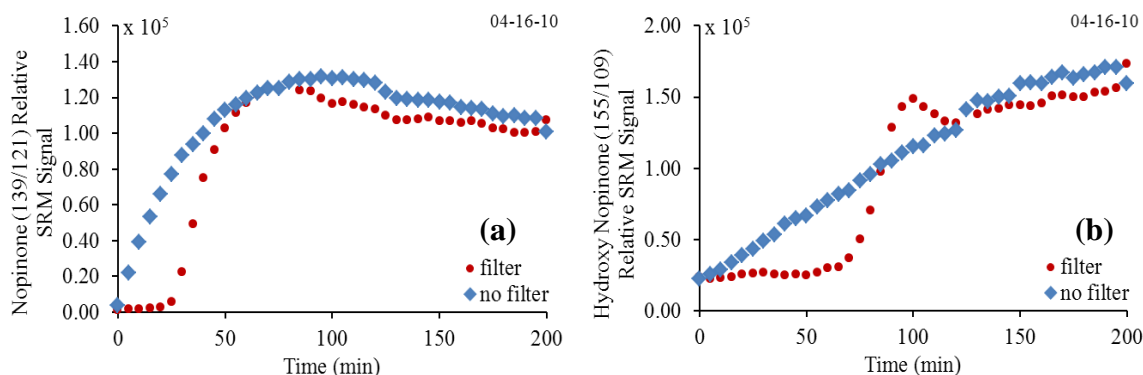 x 10⁵
04-16-10
Nopinone (139/121) Relative
SRM Signal
1.60
1.40
1.20
1.00
0.80
0.60
0.40
0.20
0.00
(a)
filter
no filter
0 50 100 150 200
Time (min)
x 10⁵
04-16-10
Hydroxy Nopinone (155/109)
Relative SRM Signal
2.00
1.50
1.00
0.50
0.00
(b)
filter
no filter
0 50 100 150 200
Time (min)